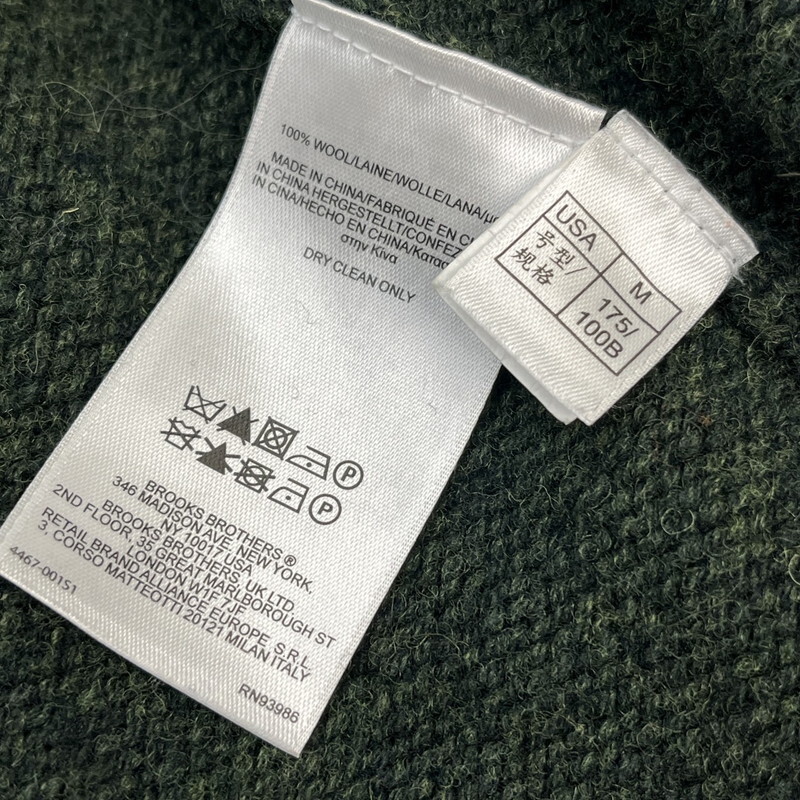 100% WOOL/LAINE/WOLLE/LANA/μα
MADE IN CHINA/FABRIQUÉ EN C
IN CHINA HERGESTELLT/CONFEZ
IN CINA/HECHO EN CHINA/Κατασ
στην Κίνα
DRY CLEAN ONLY
P
P
BROOKS BROTHERS ®
346 MADISON AVE, NEW YORK,
NY,10017, USA
BROOKS BROTHERS, UK LTD
2ND FLOOR, 35 GREAT MARLBOROUGH ST
LONDON W1F 7JE
RETAIL BRAND ALLIANCE EUROPE, S.R.L.
3, CORSO MATTEOTTI 20121 MILAN ITALY
4467-001S1
RN93986
USA M
号型/规格 175/100B